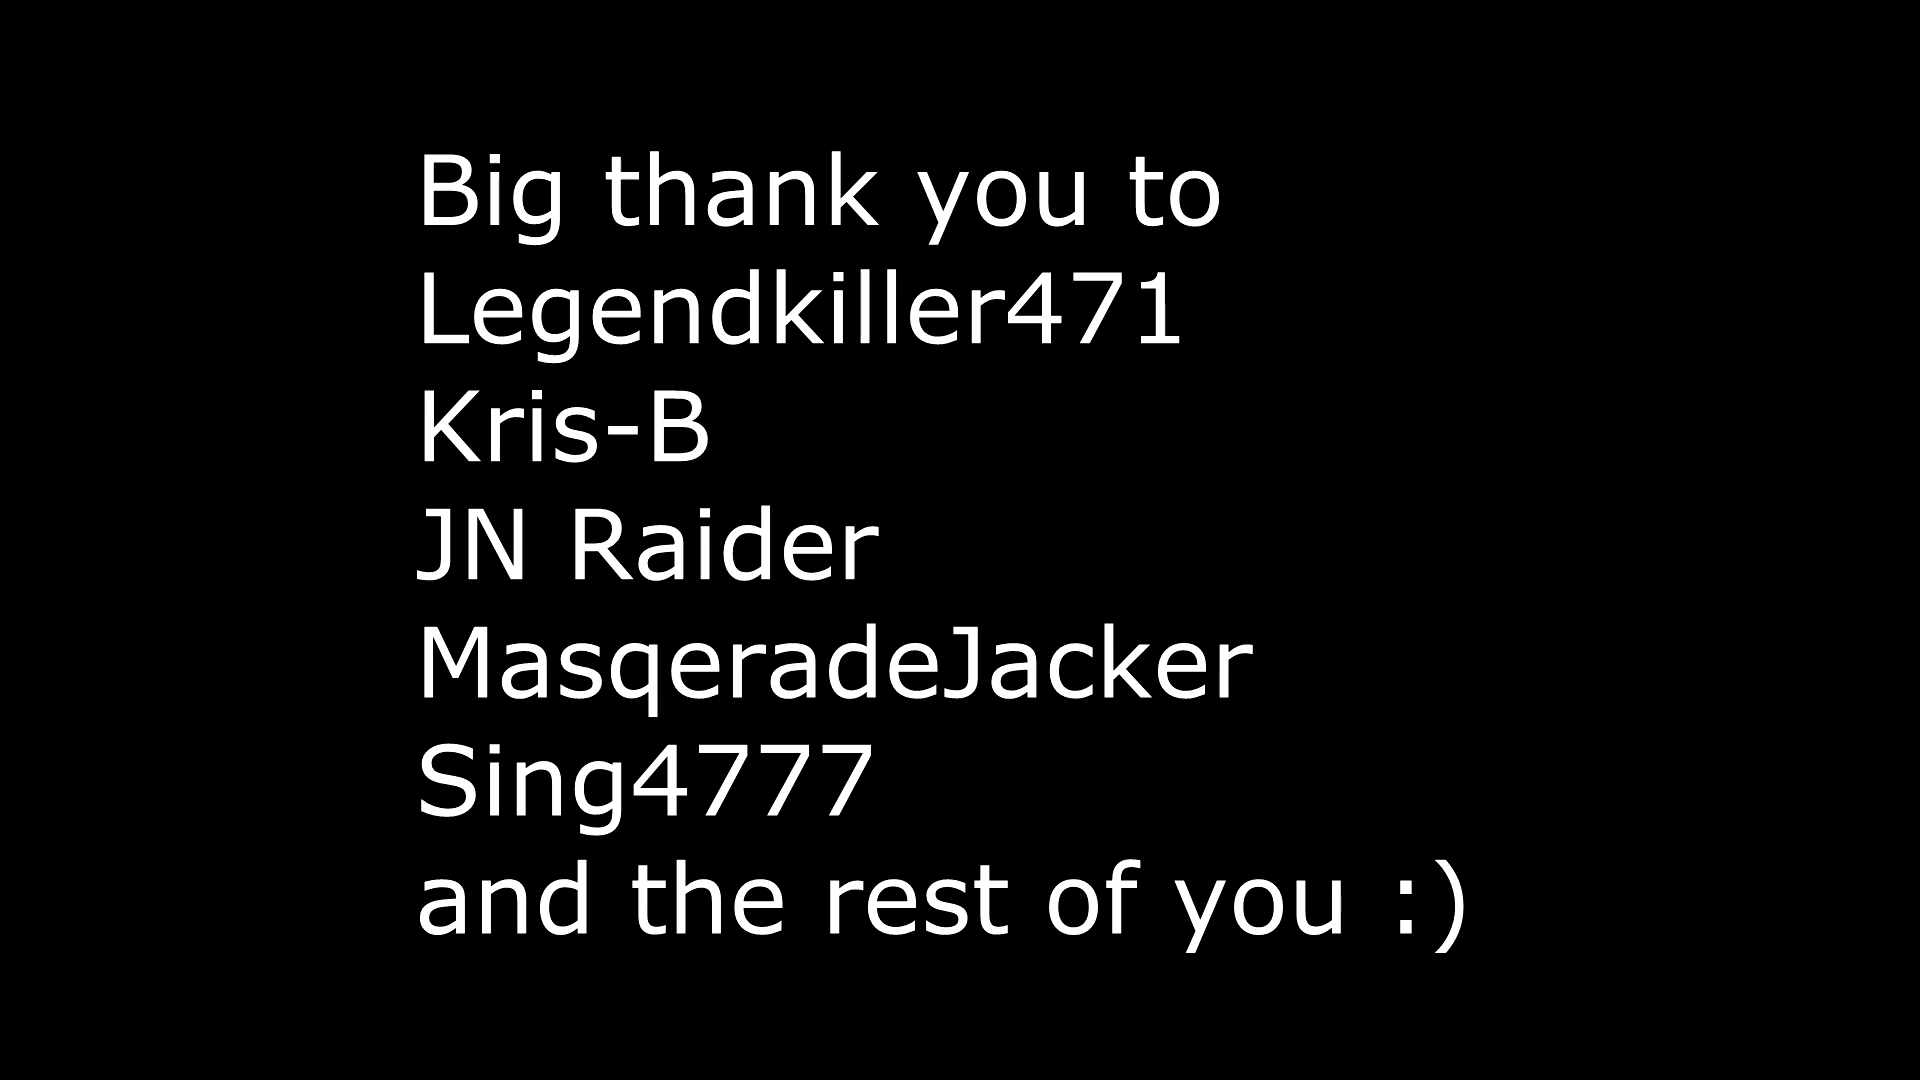 Big thank you to
Legendkiller471
Kris-B
JN Raider
MasqeradeJacker
Sing4777
and the rest of you :)